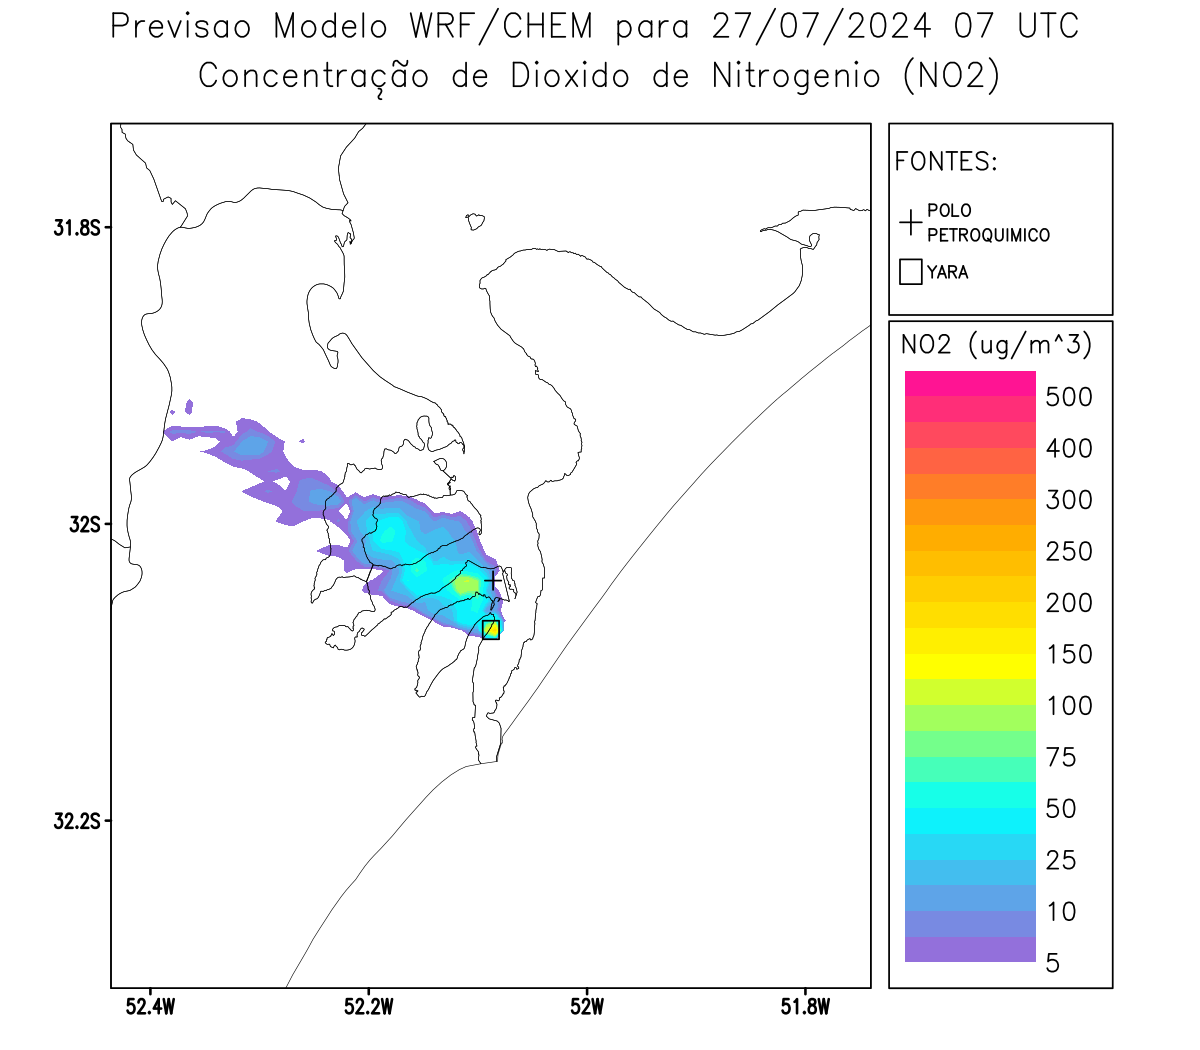 Previsao Modelo WRF/CHEM para 27/07/2024 07 UTC
Concentração de Dioxido de Nitrogenio (NO2)
FONTES:
POLO
PETROQUIMICO
YARA
NO2 (ug/m^3)
500
400
300
250
200
150
100
75
50
25
10
5
31.8S
32S
32.2S
52.4W
52.2W
52W
51.8W